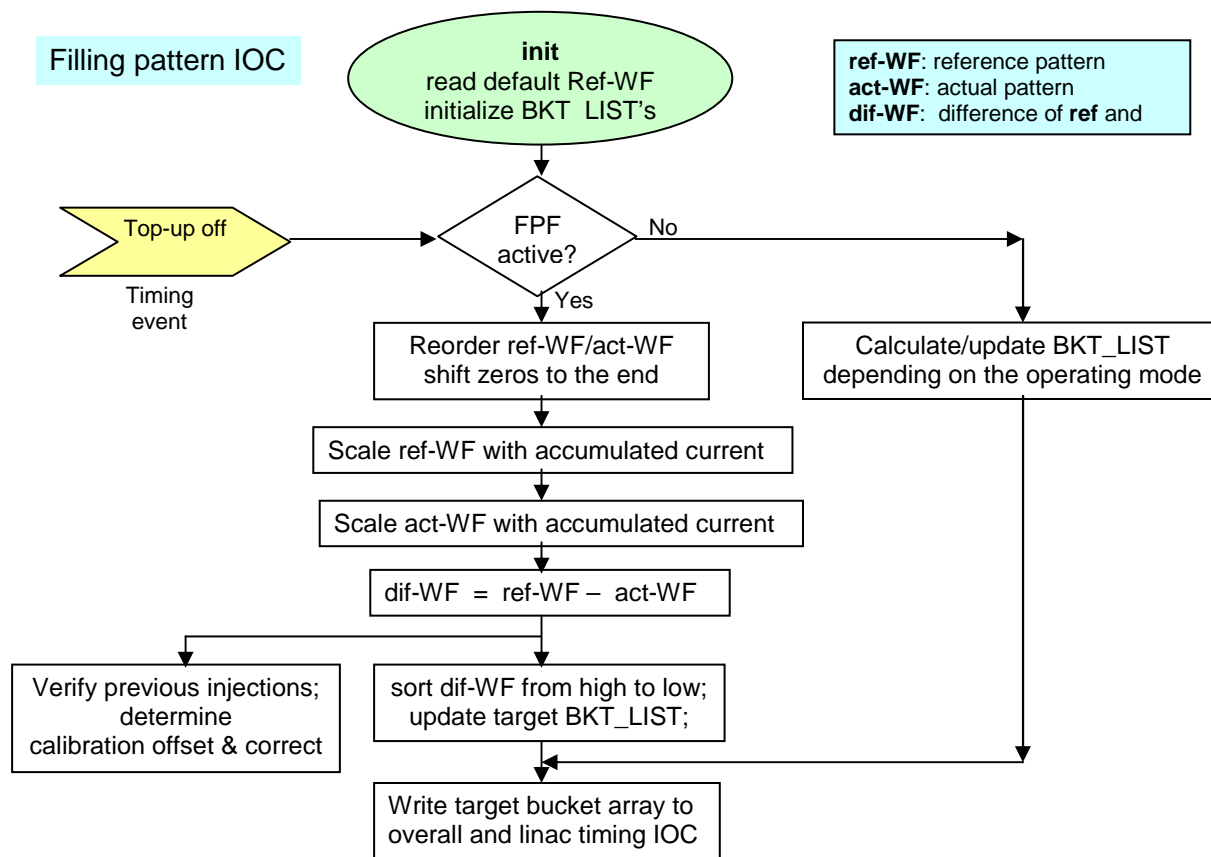 Filling pattern IOC
init
read default Ref-WF
initialize BKT LIST's
ref-WF: reference pattern
act-WF: actual pattern
dif-WF: difference of ref and
Top-up off
Timing
event
FPF
active?
No
Yes
Reorder ref-WF/act-WF
shift zeros to the end
Calculate/update BKT_LIST
depending on the operating mode
Scale ref-WF with accumulated current
Scale act-WF with accumulated current
dif-WF = ref-WF – act-WF
Verify previous injections;
determine
calibration offset & correct
sort dif-WF from high to low;
update target BKT_LIST;
Write target bucket array to
overall and linac timing IOC